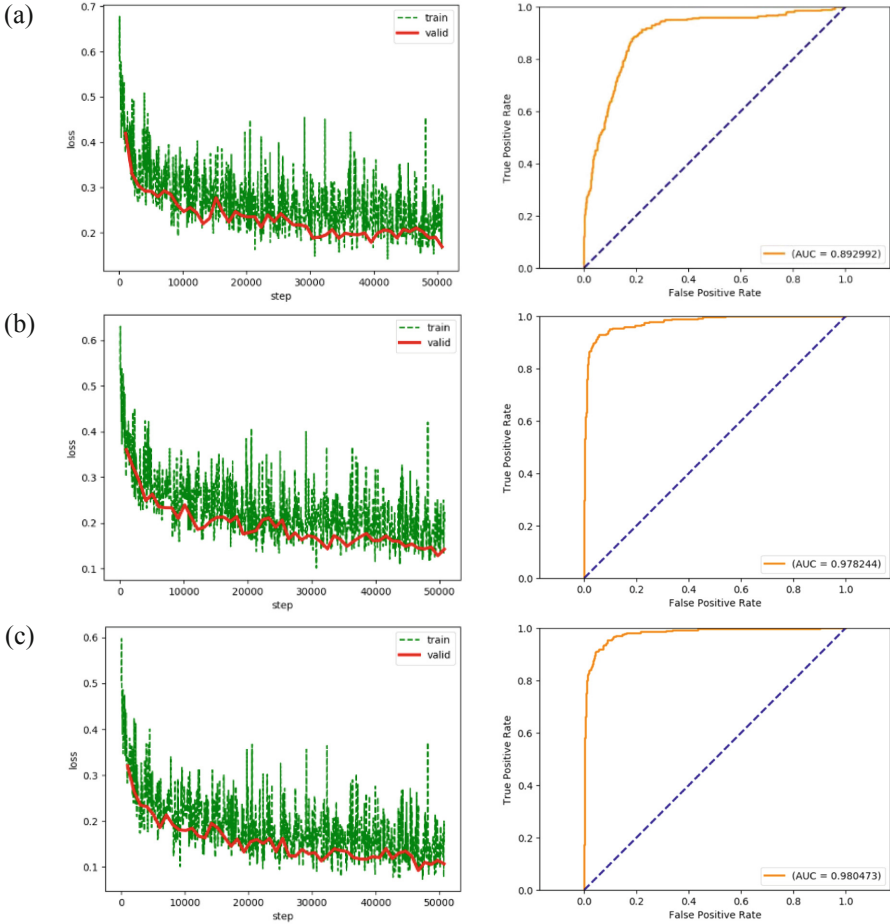 (a)
0.7
0.6
0.5
0.4
0.3
0.2
loss
0 10000 20000 30000 40000 50000
step
train
valid
1.0
0.8
0.6
0.4
0.2
0.0
True Positive Rate
0.0 0.2 0.4 0.6 0.8 1.0
False Positive Rate
(AUC = 0.892992)
(b)
0.6
0.5
0.4
0.3
0.2
0.1
loss
0 10000 20000 30000 40000 50000
step
train
valid
1.0
0.8
0.6
0.4
0.2
0.0
True Positive Rate
0.0 0.2 0.4 0.6 0.8 1.0
False Positive Rate
(AUC = 0.978244)
(c)
0.6
0.5
0.4
0.3
0.2
0.1
loss
0 10000 20000 30000 40000 50000
step
train
valid
1.0
0.8
0.6
0.4
0.2
0.0
True Positive Rate
0.0 0.2 0.4 0.6 0.8 1.0
False Positive Rate
(AUC = 0.980473)